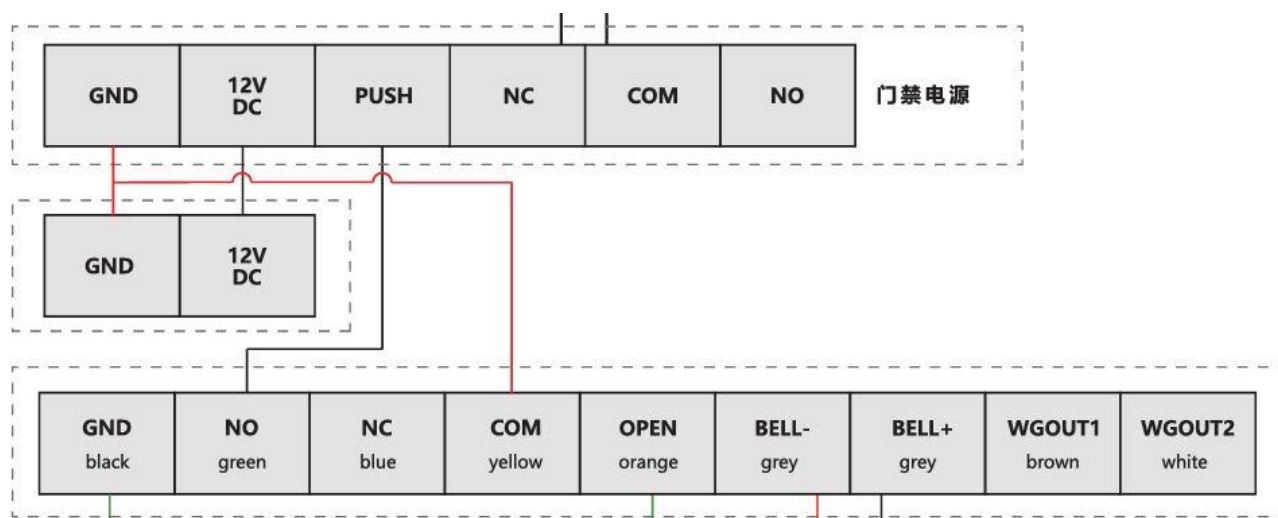 GND
12V
DC
PUSH
NC
COM
NO
门禁电源
GND
12V
DC
GND
black
NO
green
NC
blue
COM
yellow
OPEN
orange
BELL-
grey
BELL+
grey
WGOUT1
brown
WGOUT2
white